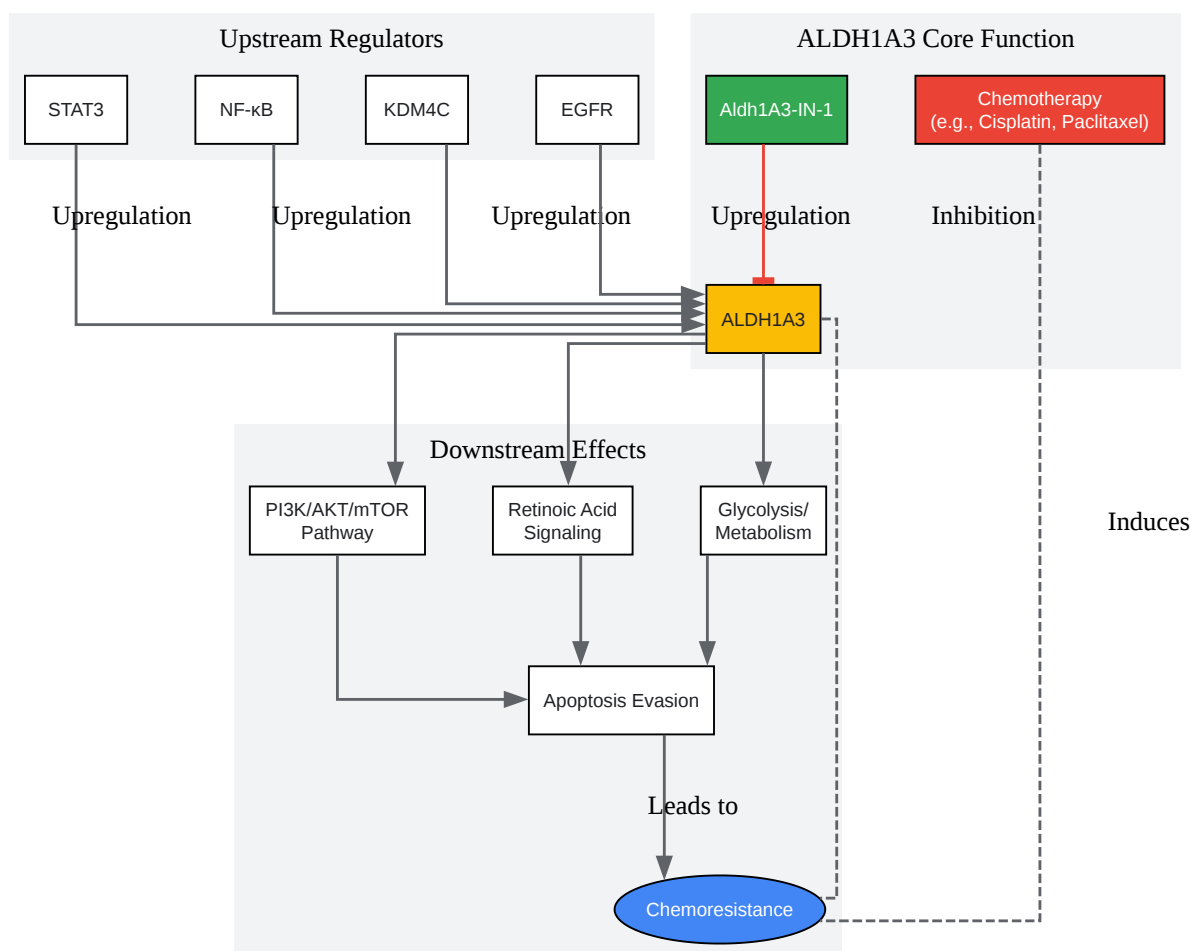 Upstream Regulators
ALDH1A3 Core Function
STAT3
NF-κB
KDM4C
EGFR
Aldh1A3-IN-1
Chemotherapy
(e.g., Cisplatin, Paclitaxel)
Upregulation
Upregulation
Upregulation
Upregulation
Inhibition
ALDH1A3
Downstream Effects
PI3K/AKT/mTOR
Pathway
Retinoic Acid
Signaling
Glycolysis/
Metabolism
Induces
Apoptosis Evasion
Leads to
Chemoresistance